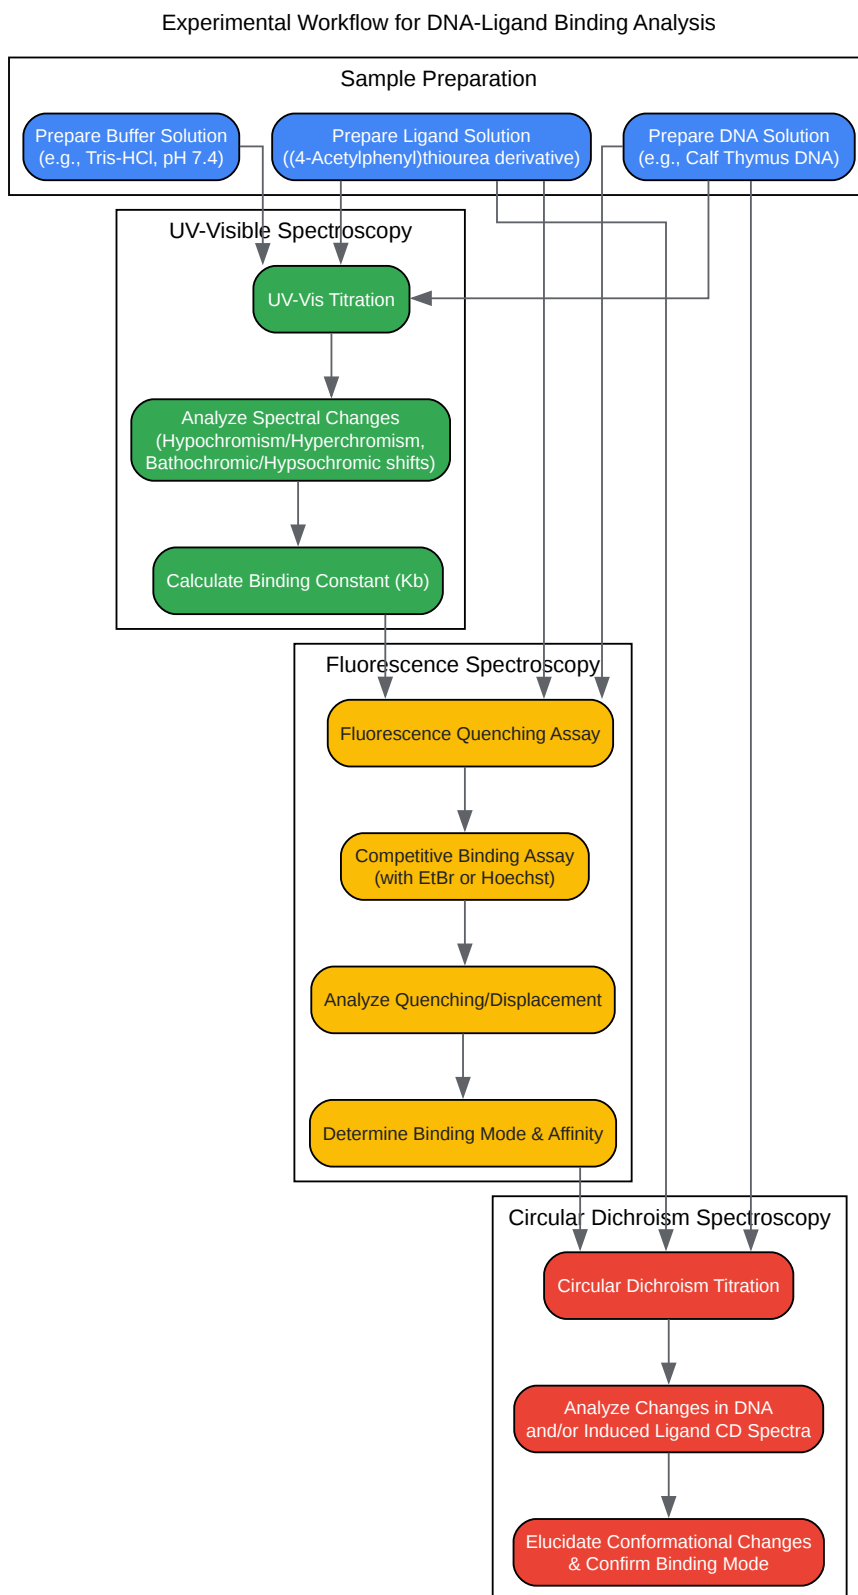 Experimental Workflow for DNA-Ligand Binding Analysis
Sample Preparation
Prepare Buffer Solution
(e.g., Tris-HCl, pH 7.4)
Prepare Ligand Solution
((4-Acetylphenyl)thiourea derivative)
Prepare DNA Solution
(e.g., Calf Thymus DNA)
UV-Visible Spectroscopy
UV-Vis Titration
Analyze Spectral Changes
(Hypochromism/Hyperchromism,
Bathochromic/Hypsochromic shifts)
Calculate Binding Constant (Kb)
Fluorescence Spectroscopy
Fluorescence Quenching Assay
Competitive Binding Assay
(with EtBr or Hoechst)
Analyze Quenching/Displacement
Determine Binding Mode & Affinity
Circular Dichroism Spectroscopy
Circular Dichroism Titration
Analyze Changes in DNA
and/or Induced Ligand CD Spectra
Elucidate Conformational Changes
& Confirm Binding Mode